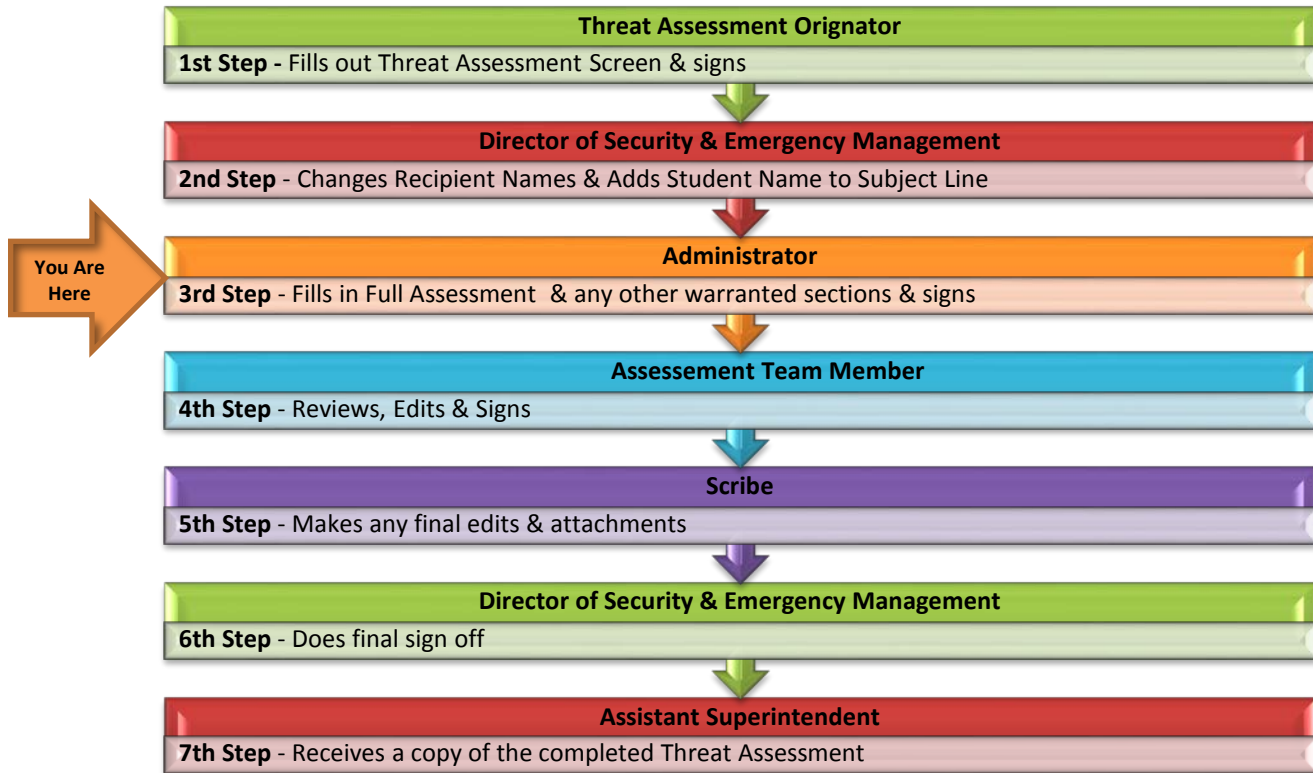 Threat Assessment Orignator
1st Step - Fills out Threat Assessment Screen & signs
Director of Security & Emergency Management
2nd Step - Changes Recipient Names & Adds Student Name to Subject Line
You Are
Here
Administrator
3rd Step - Fills in Full Assessment & any other warranted sections & signs
Assessement Team Member
4th Step - Reviews, Edits & Signs
Scribe
5th Step - Makes any final edits & attachments
Director of Security & Emergency Management
6th Step - Does final sign off
Assistant Superintendent
7th Step - Receives a copy of the completed Threat Assessment